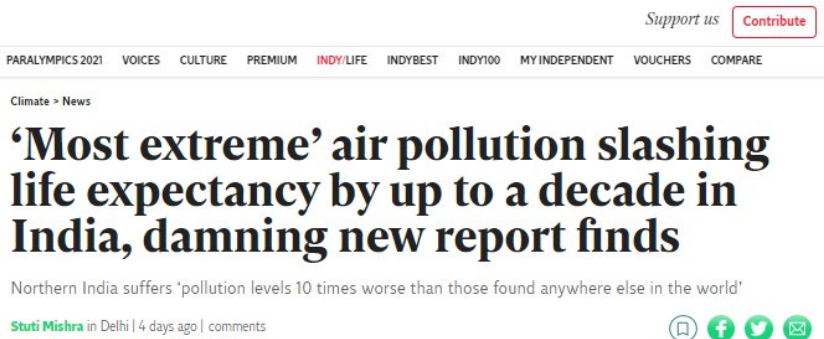 Support us Contribute
PARALYMPICS 2021 VOICES CULTURE PREMIUM INDY/LIFE INDYBEST INDY100 MY INDEPENDENT VOUCHERS COMPARE
Climate > News
‘Most extreme’ air pollution slashing
life expectancy by up to a decade in
India, damning new report finds
Northern India suffers ‘pollution levels 10 times worse than those found anywhere else in the world’
Stuti Mishra in Delhi | 4 days ago | comments